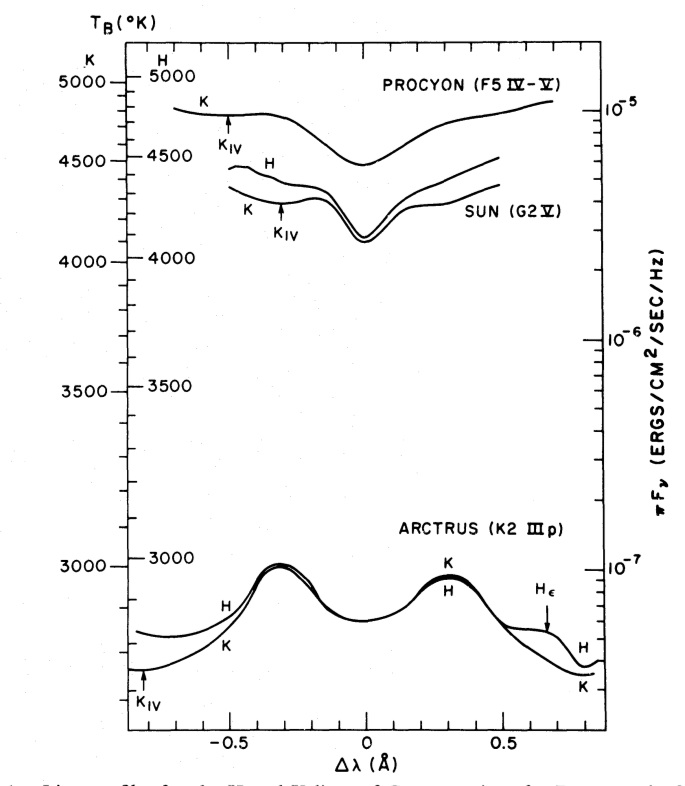 T_B (°K)
K H
5000 5000
PROCYON (F5 IV-V)
K
10^-5
K_IV
4500 4500
H
K
SUN (G2 V)
K_IV
4000 4000
10^-6
3500 3500
πF_ν (ERGS/CM^2/SEC/Hz)
ARCTRUS (K2 III p)
3000 3000
K
H
10^-7
H_ϵ
H
K
H
K
K_IV
-0.5 0 0.5
Δλ (Å)